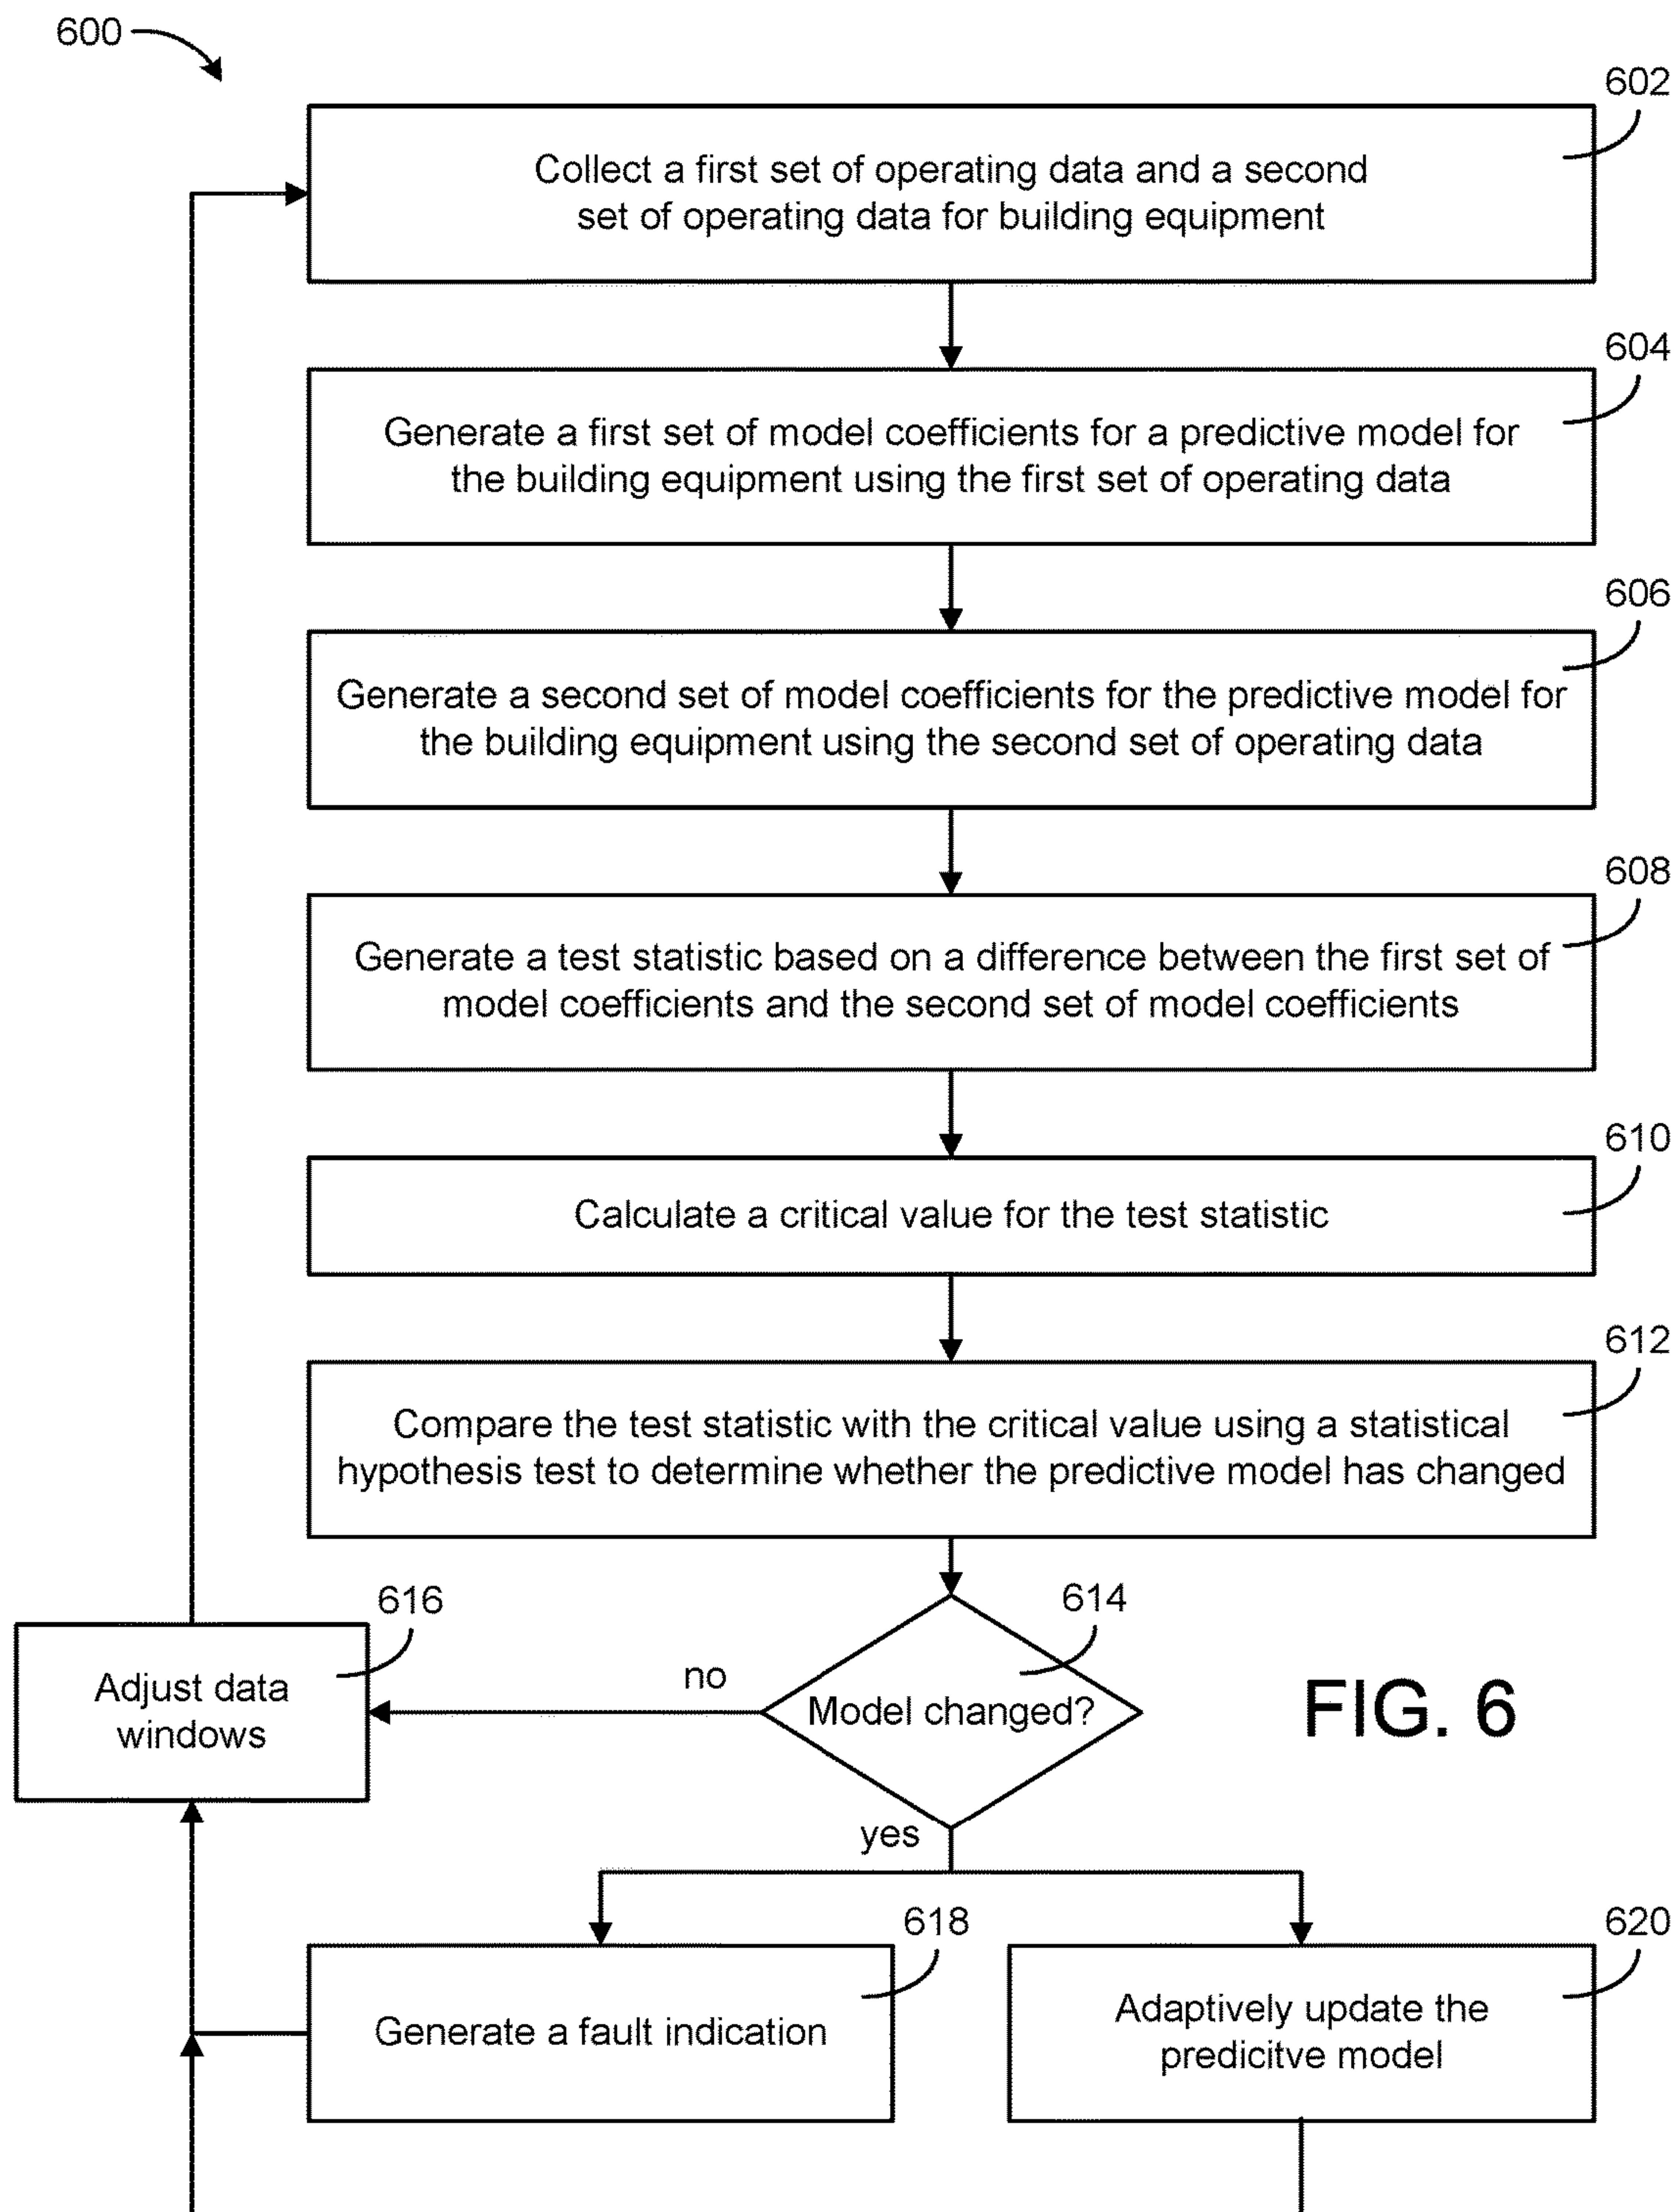 600
602
Collect a first set of operating data and a second
set of operating data for building equipment
604
Generate a first set of model coefficients for a predictive model for
the building equipment using the first set of operating data
606
Generate a second set of model coefficients for the predictive model for
the building equipment using the second set of operating data
608
Generate a test statistic based on a difference between the first set of
model coefficients and the second set of model coefficients
610
Calculate a critical value for the test statistic
612
Compare the test statistic with the critical value using a statistical
hypothesis test to determine whether the predictive model has changed
616
614
Adjust data
windows
no
Model changed?
FIG. 6
yes
618
620
Generate a fault indication
Adaptively update the
predicitve model